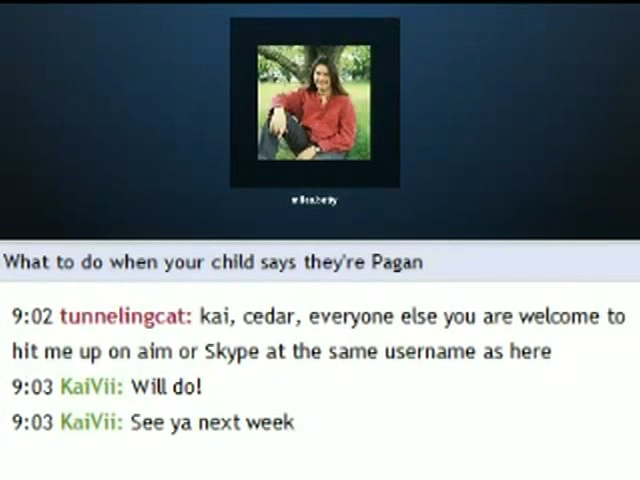 What to do when your child says they're Pagan
9:02 tunnelingcat: kai, cedar, everyone else you are welcome to
hit me up on aim or Skype at the same username as here
9:03 KaiVii: Will do!
9:03 KaiVii: See ya next week